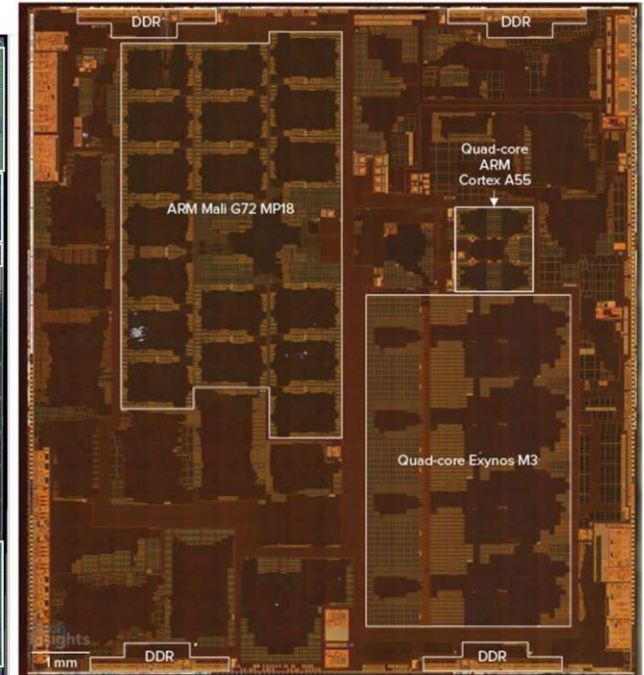 DDR
DDR
Quad-core
ARM
Cortex A55
ARM Mali G72 MP18
Quad-core Exynos M3
1 mm
DDR
DDR